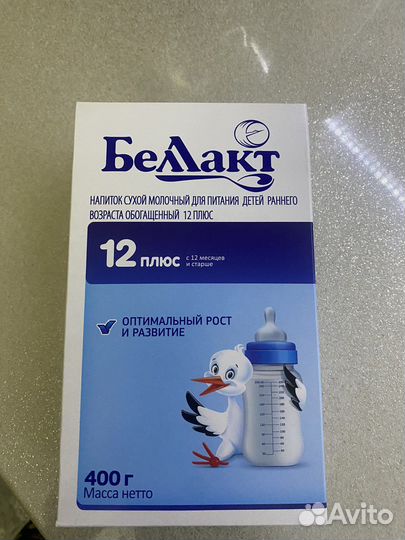 БеЛЛакт
НАПИТОК СУХОЙ МОЛОЧНЫЙ ДЛЯ ПИТАНИЯ ДЕТЕЙ РАННЕГО
ВОЗРАСТА ОБОГАЩЕННЫЙ 12 ПЛЮС
12 ПЛЮС с 12 месяцев
и старше
ОПТИМАЛЬНЫЙ РОСТ
И РАЗВИТИЕ
400 г
Масса нетто
Avito